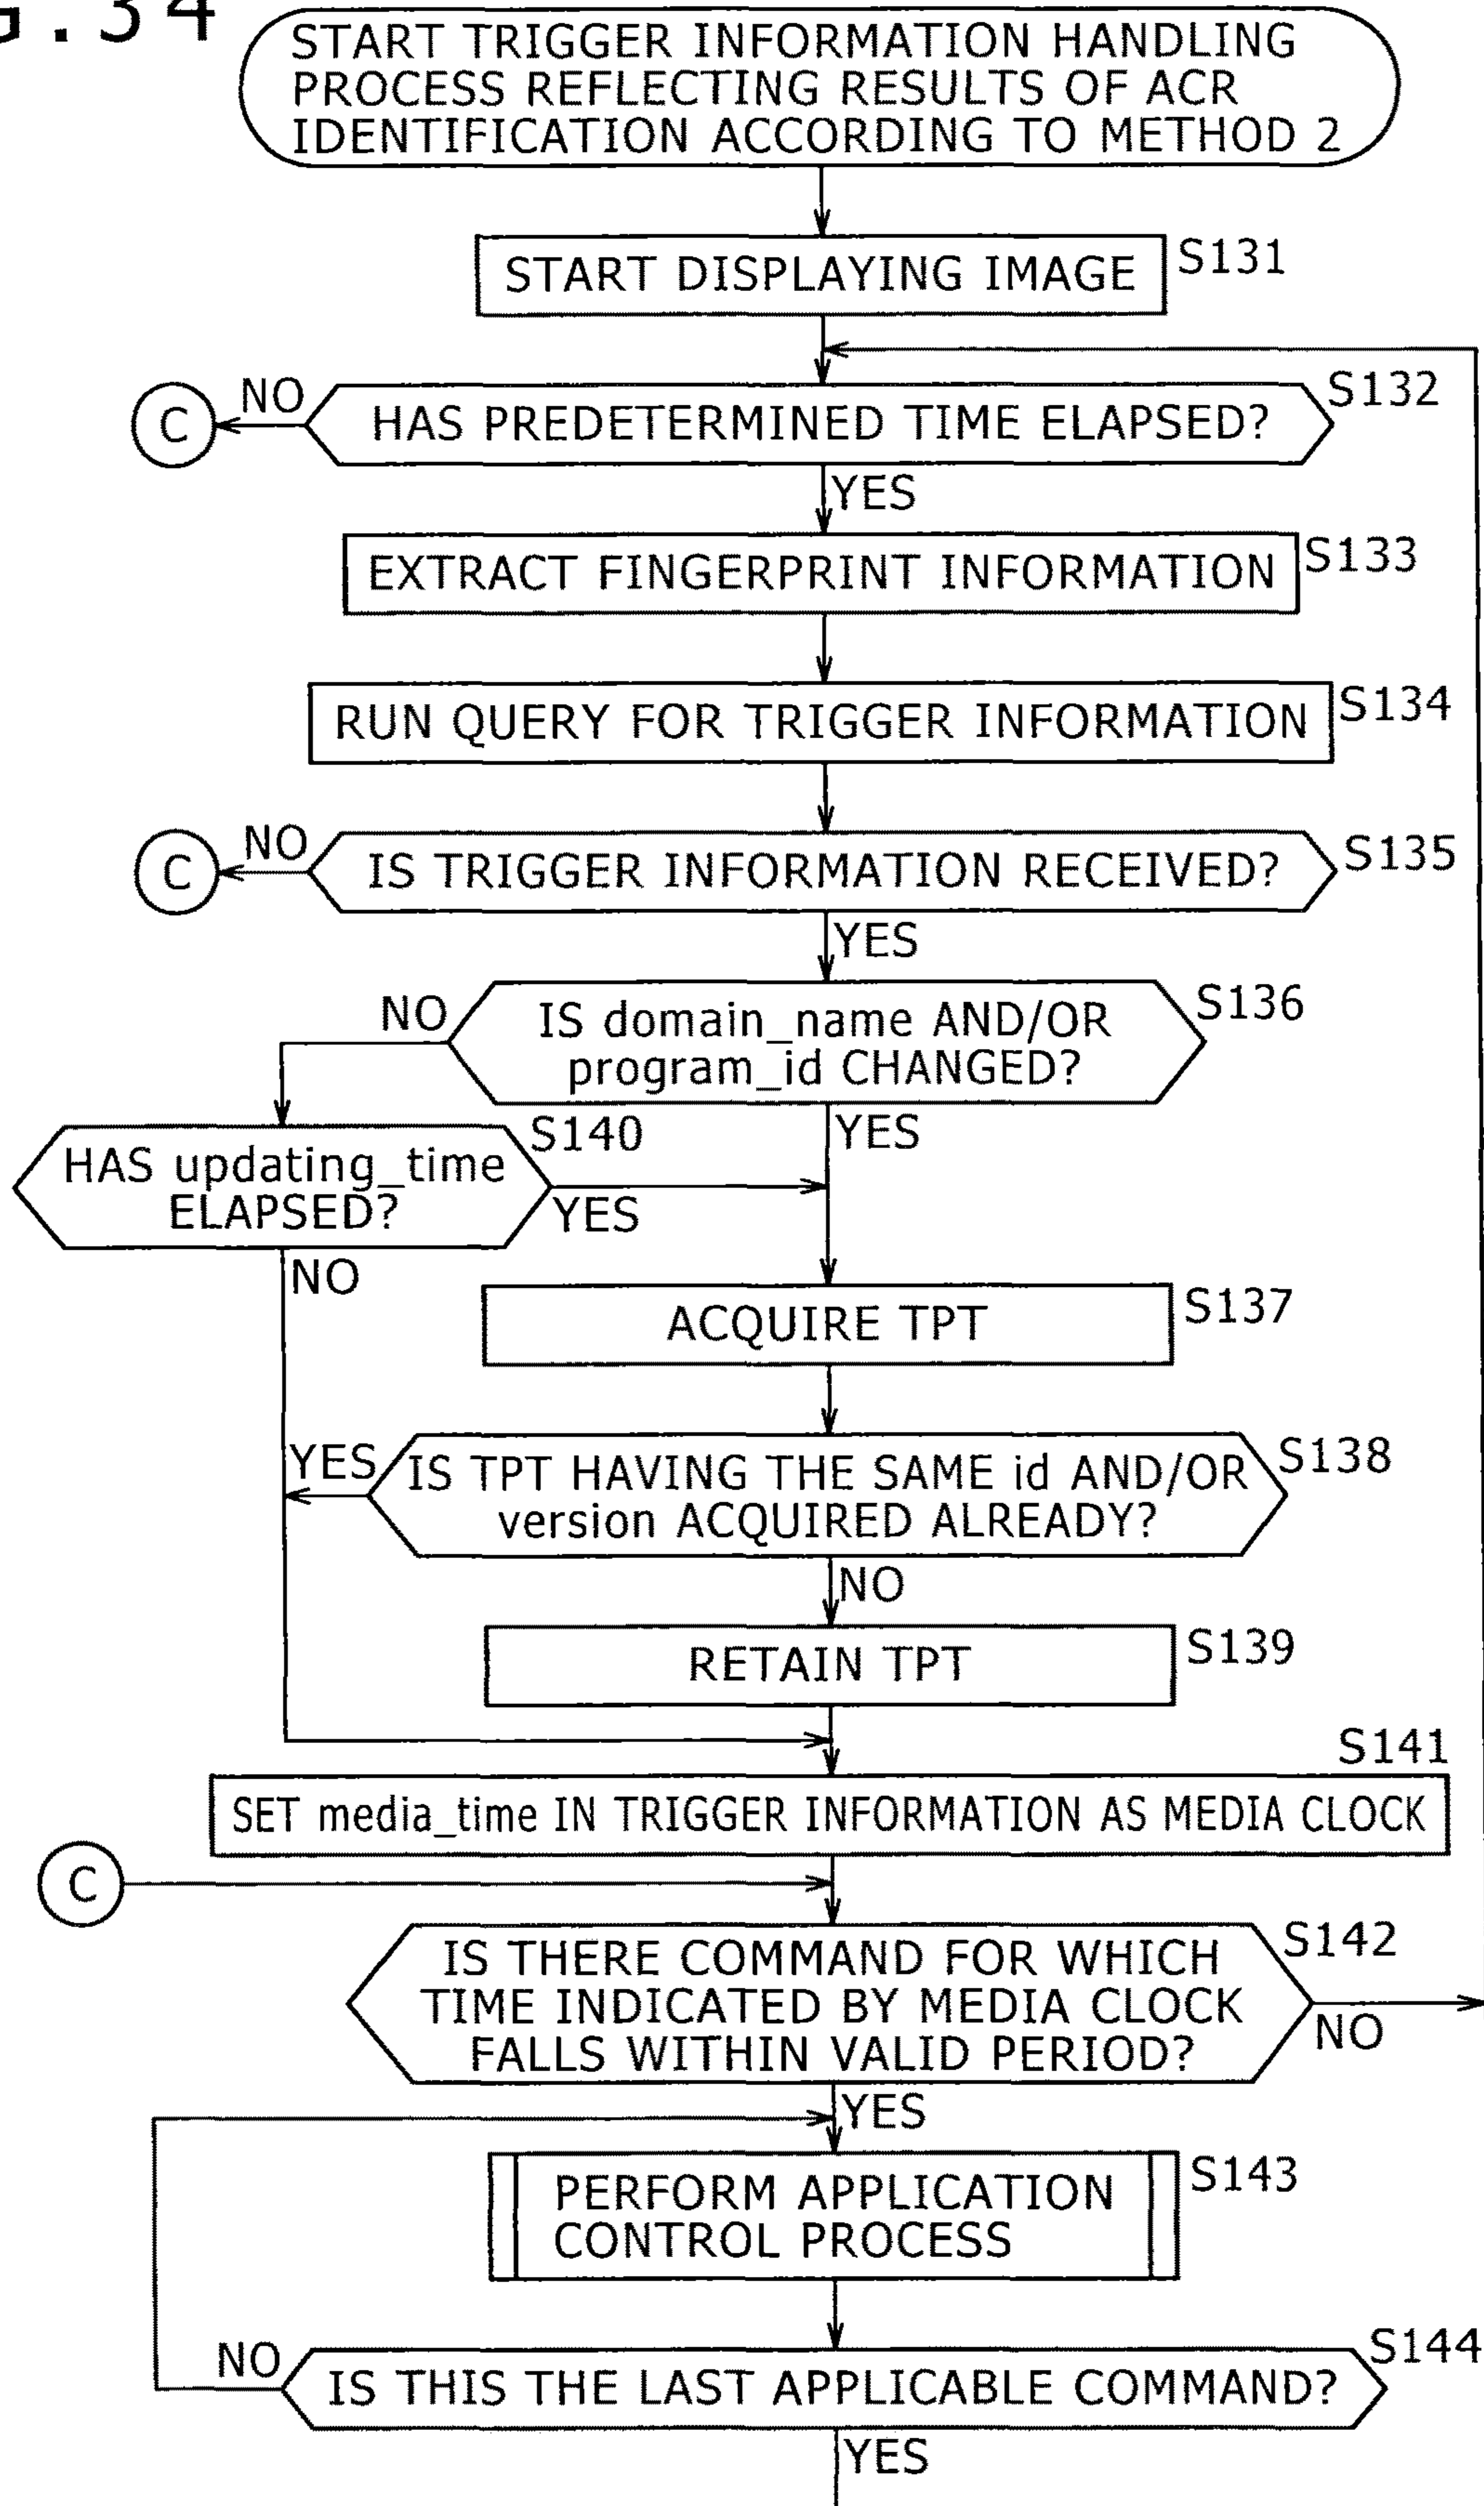 G.34
START TRIGGER INFORMATION HANDLING
PROCESS REFLECTING RESULTS OF ACR
IDENTIFICATION ACCORDING TO METHOD 2
START DISPLAYING IMAGE
S131
HAS PREDETERMINED TIME ELAPSED?
S132
NO
C
YES
EXTRACT FINGERPRINT INFORMATION
S133
RUN QUERY FOR TRIGGER INFORMATION
S134
IS TRIGGER INFORMATION RECEIVED?
S135
NO
C
YES
IS domain_name AND/OR
program_id CHANGED?
S136
NO
YES
HAS updating_time
ELAPSED?
S140
YES
NO
ACQUIRE TPT
S137
IS TPT HAVING THE SAME id AND/OR
version ACQUIRED ALREADY?
S138
YES
NO
RETAIN TPT
S139
S141
SET media_time IN TRIGGER INFORMATION AS MEDIA CLOCK
C
IS THERE COMMAND FOR WHICH
TIME INDICATED BY MEDIA CLOCK
FALLS WITHIN VALID PERIOD?
S142
NO
YES
PERFORM APPLICATION
CONTROL PROCESS
S143
IS THIS THE LAST APPLICABLE COMMAND?
S144
NO
YES